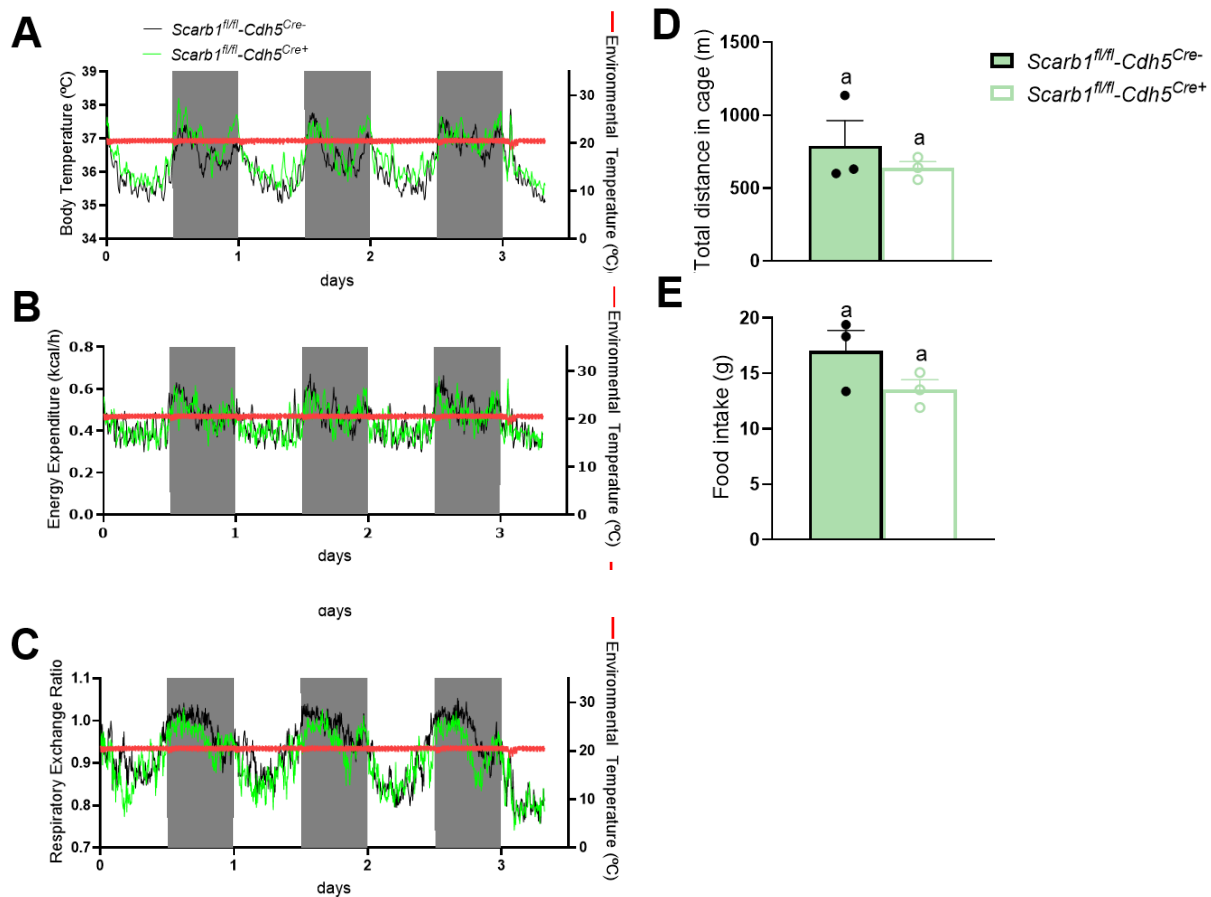 A
Scarb1fl/fl-Cdh5Cre-
Scarb1fl/fl-Cdh5Cre+
Body Temperature (ºC)
39
38
37
36
35
34
0
1
2
3
days
30
20
10
0
Environmental Temperature (ºC)
B
Energy Expenditure (kcal/h)
0.8
0.6
0.4
0.2
0.0
0
1
2
3
days
30
20
10
0
Environmental Temperature (ºC)
days
C
Respiratory Exchange Ratio
1.1
1.0
0.9
0.8
0.7
0
1
2
3
days
30
20
10
0
Environmental Temperature (ºC)
D
Total distance in cage (m)
1500
1000
500
0
a
a
Scarb1fl/fl-Cdh5Cre-
Scarb1fl/fl-Cdh5Cre+
E
Food intake (g)
20
15
10
5
0
a
a